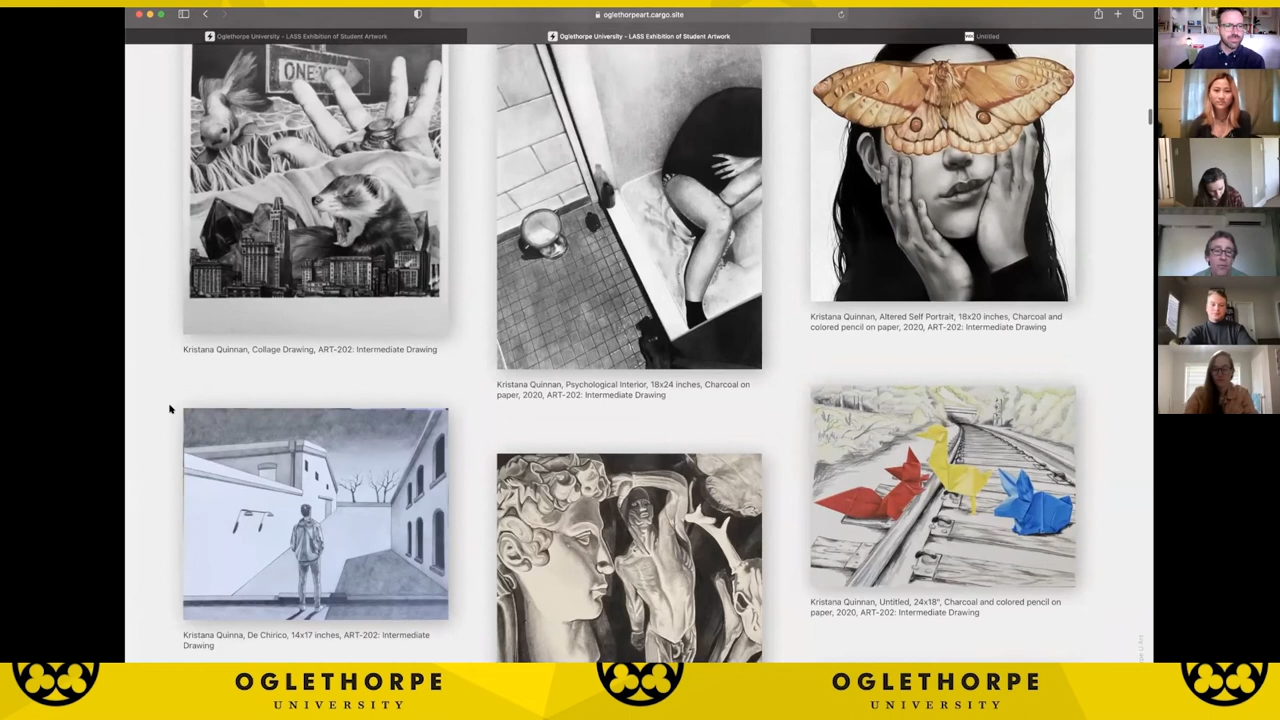 oglethorpeart.cargo.site
Oglethorpe University – LASS Exhibition of Student Artwork
Oglethorpe University – LASS Exhibition of Student Artwork
Untitled
ONE
Kristana Quinnan, Collage Drawing, ART-202: Intermediate Drawing
Kristana Quinnan, Psychological Interior, 18x24 inches, Charcoal on
paper, 2020, ART-202: Intermediate Drawing
Kristana Quinnan, Altered Self Portrait, 18x20 inches, Charcoal and
colored pencil on paper, 2020, ART-202: Intermediate Drawing
Kristana Quinna, De Chirico, 14x17 inches, ART-202: Intermediate
Drawing
Kristana Quinnan, Untitled, 24x18", Charcoal and colored pencil on
paper, 2020, ART-202: Intermediate Drawing
OGLETHORPE
UNIVERSITY
OGLETHORPE
UNIVERSITY